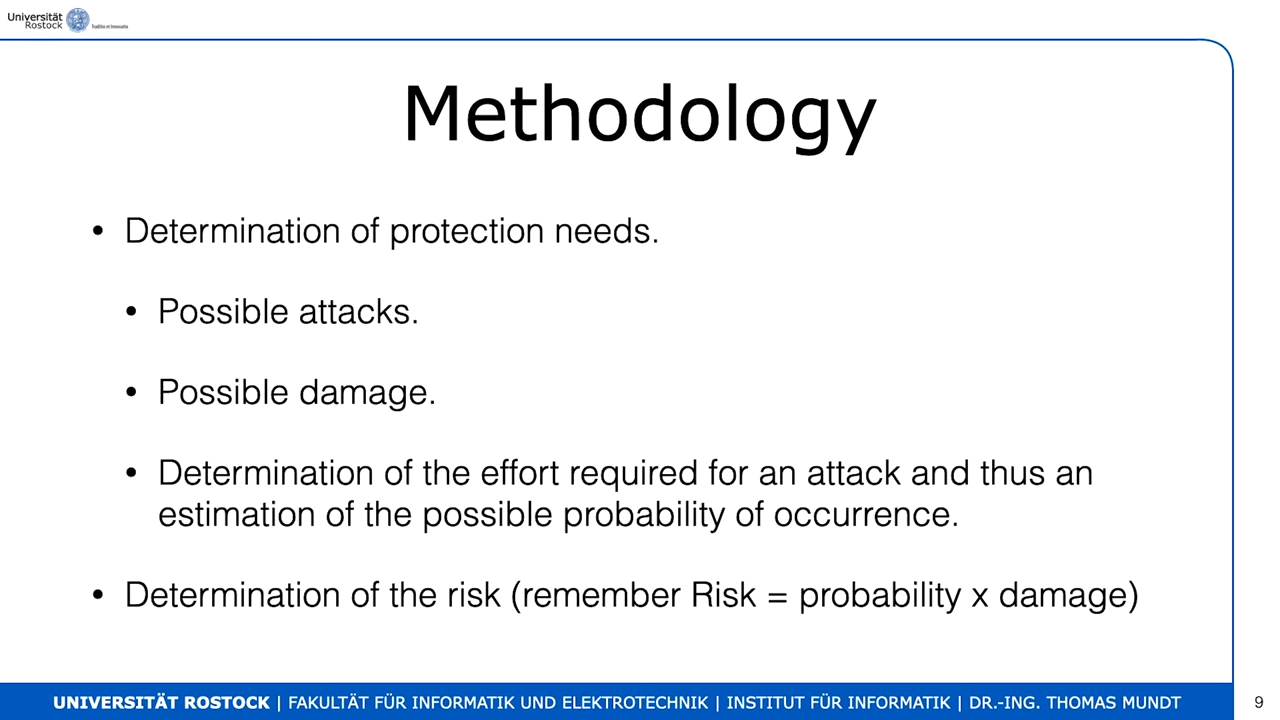 Universität
Rostock
Traditio et Innovatio
Methodology
• Determination of protection needs.
• Possible attacks.
• Possible damage.
• Determination of the effort required for an attack and thus an
estimation of the possible probability of occurrence.
• Determination of the risk (remember Risk = probability x damage)
UNIVERSITÄT ROSTOCK | FAKULTÄT FÜR INFORMATIK UND ELEKTROTECHNIK | INSTITUT FÜR INFORMATIK | DR.-ING. THOMAS MUNDT
9